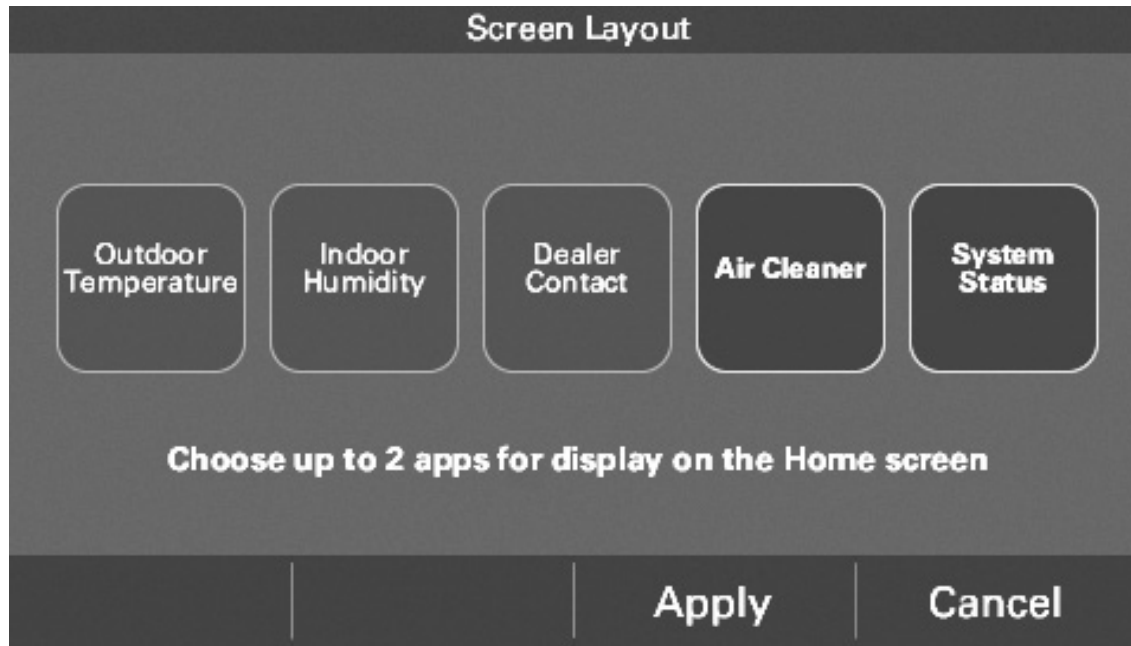 Screen Layout
Outdoor
Temperature
Indoor
Humidity
Dealer
Contact
Air Cleaner
System
Status
Choose up to 2 apps for display on the Home screen
Apply
Cancel